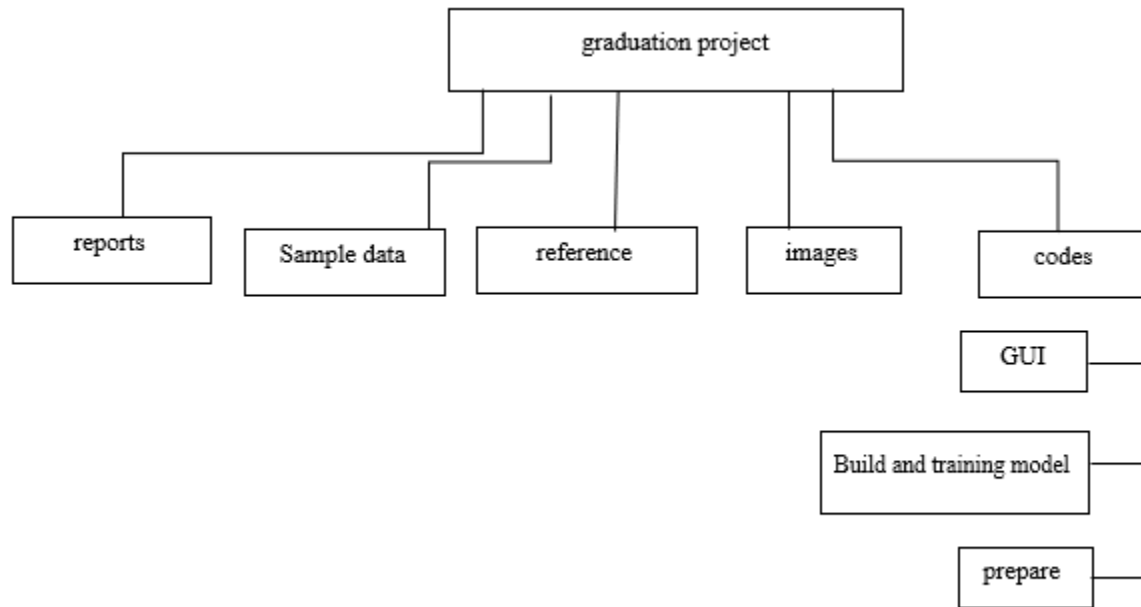 graduation project
reports
Sample data
reference
images
codes
GUI
Build and training model
prepare